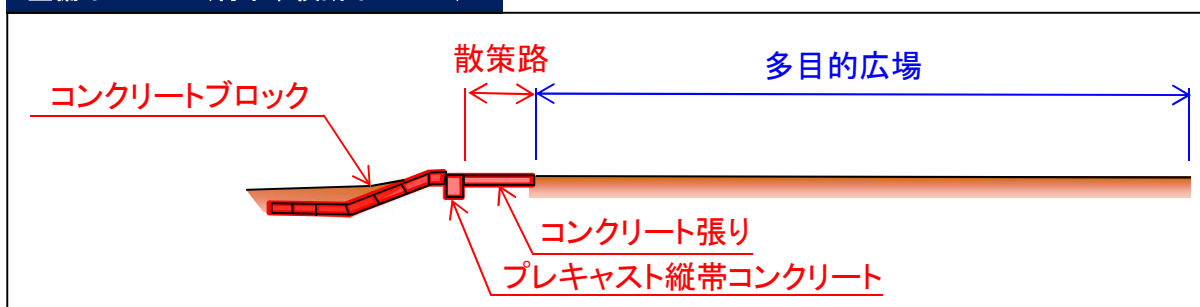 散策路
多目的広場
コンクリートブロック
コンクリート張り
プレキャスト縦帯コンクリート